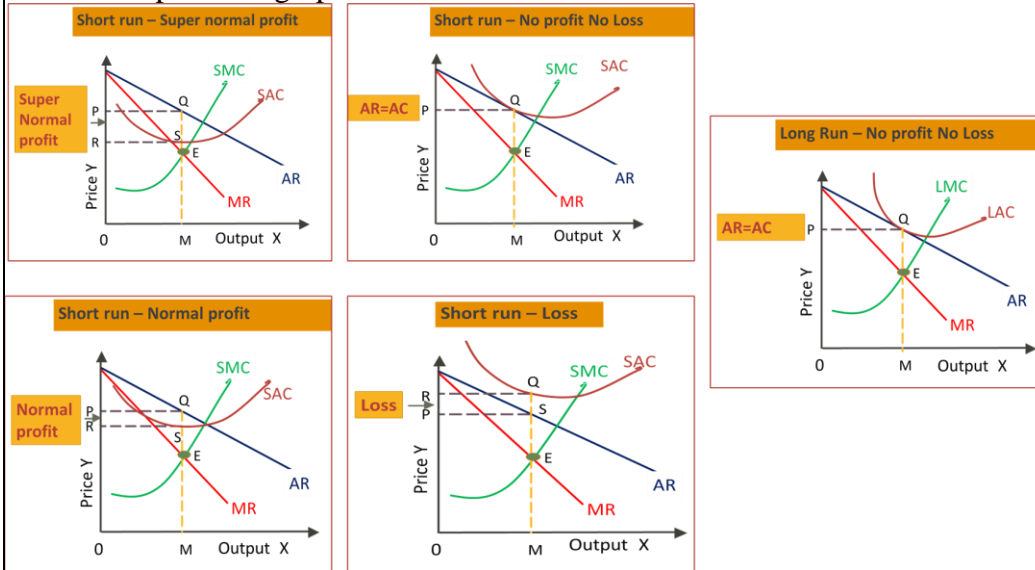 Short run – Super normal profit
SMC
SAC
Super
Normal
profit
P
Q
R
S
E
AR
MR
Price Y
0
M
Output X
Short run – No profit No Loss
SMC
SAC
AR=AC
P
Q
E
AR
MR
Price Y
0
M
Output X
Long Run – No profit No Loss
LMC
LAC
AR=AC
P
Q
E
AR
MR
Price Y
0
M
Output X
Short run – Normal profit
SMC
SAC
Normal
profit
P
Q
R
S
E
AR
MR
Price Y
0
M
Output X
Short run – Loss
SMC
SAC
Loss
R
Q
P
S
E
AR
MR
Price Y
0
M
Output X